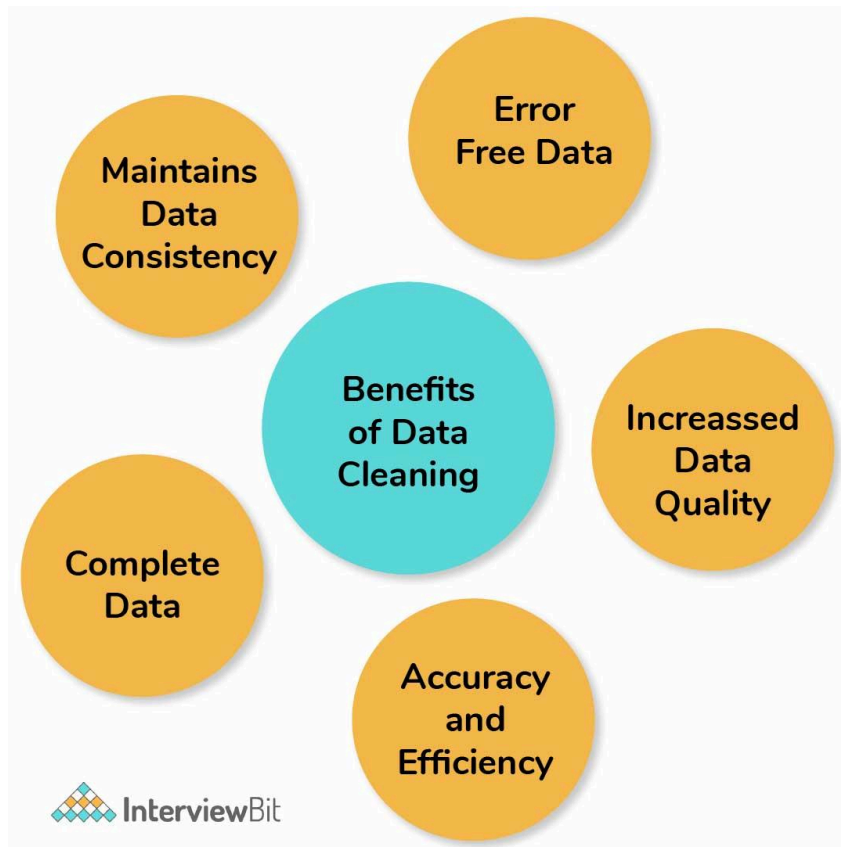 Error
Free Data
Maintains
Data
Consistency
Benefits
of Data
Cleaning
Increassed
Data
Quality
Complete
Data
Accuracy
and
Efficiency
InterviewBit